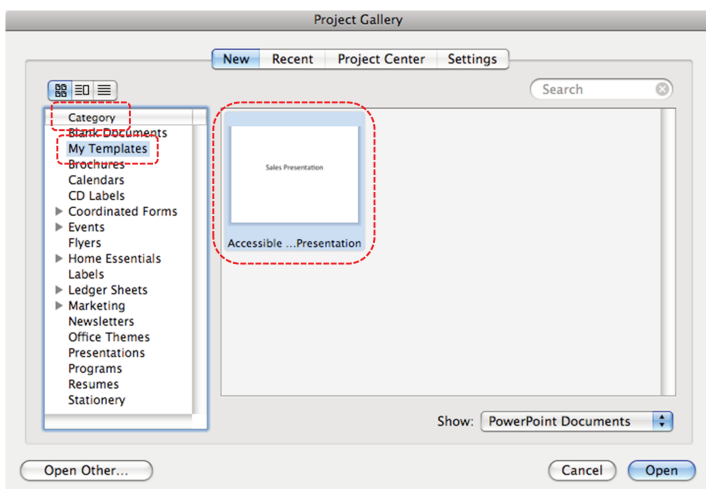 Project Gallery
New Recent Project Center Settings
Search
Category
Blank Documents
My Templates
Brochures
Calendars
CD Labels
Coordinated Forms
Events
Flyers
Home Essentials
Labels
Ledger Sheets
Marketing
Newsletters
Office Themes
Presentations
Programs
Resumes
Stationery
Sales Presentation
Accessible ...Presentation
Show: PowerPoint Documents
Open Other... Cancel Open